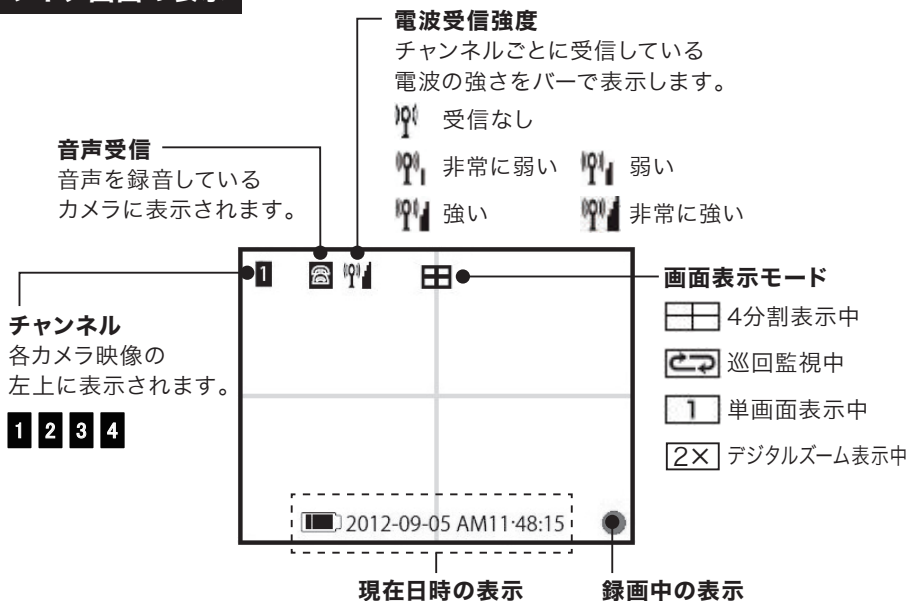 電波受信強度
チャンネルごとに受信している
電波の強さをバーで表示します。
受信なし
非常に弱い 弱い
強い 非常に強い
音声受信
音声を録音している
カメラに表示されます。
1
画面表示モード
4分割表示中
巡回監視中
1 単画面表示中
2× デジタルズーム表示中
チャンネル
各カメラ映像の
左上に表示されます。
1 2 3 4
2012-09-05 AM11:48:15
現在日時の表示
録画中の表示